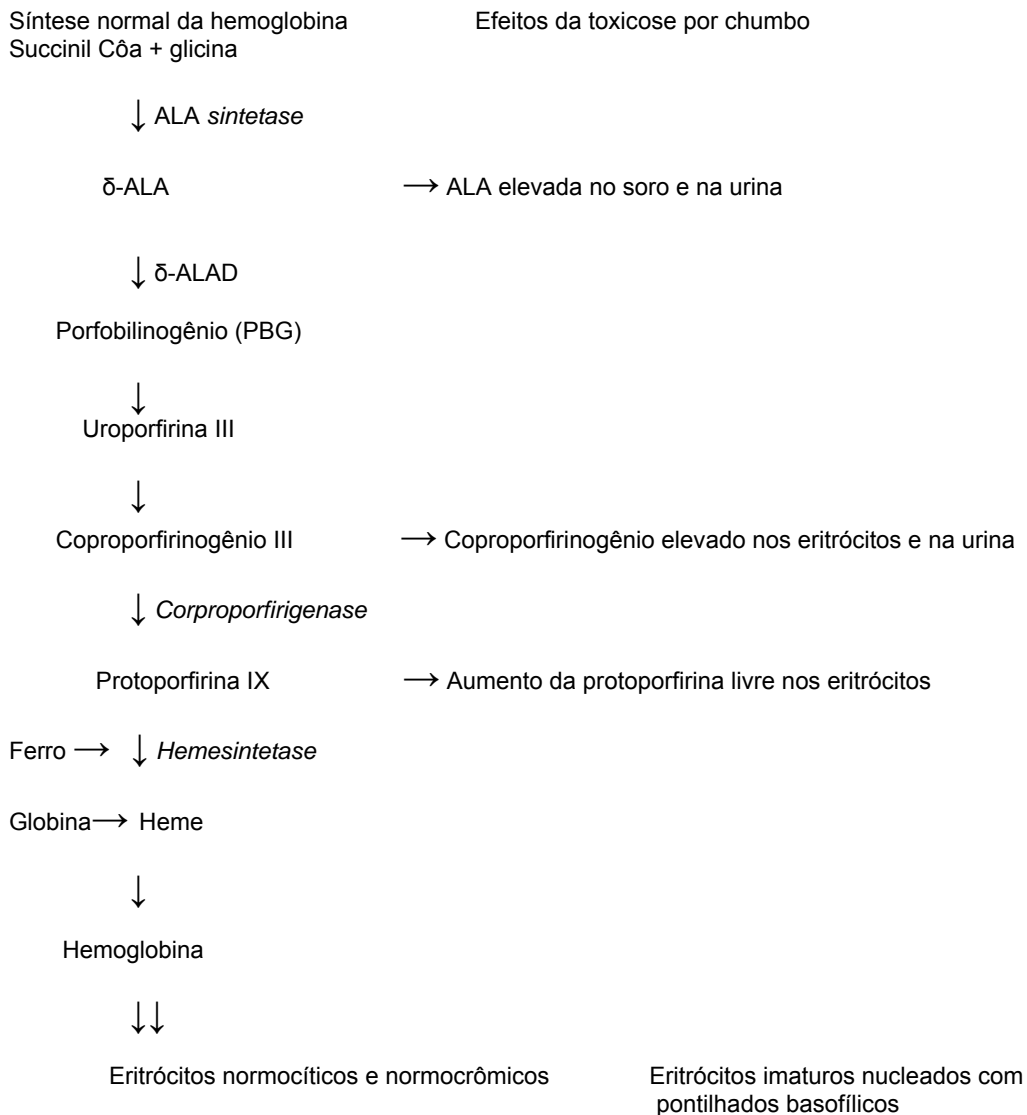 Síntese normal da hemoglobina Efeitos da toxicose por chumbo
Succinil Côa + glicina
↓ ALA sintetase
δ-ALA → ALA elevada no soro e na urina
↓ δ-ALAD
Porfobilinogênio (PBG)
↓
Uroporfirina III
↓
Coproporfirinogênio III → Coproporfirinogênio elevado nos eritrócitos e na urina
↓ Corproporfirigenase
Protoporfirina IX → Aumento da protoporfirina livre nos eritrócitos
Ferro → ↓ Hemesintetase
Globina→ Heme
↓
Hemoglobina
↓↓
Eritrócitos normocíticos e normocrômicos Eritrócitos imaturos nucleados com
pontilhados basofílicos